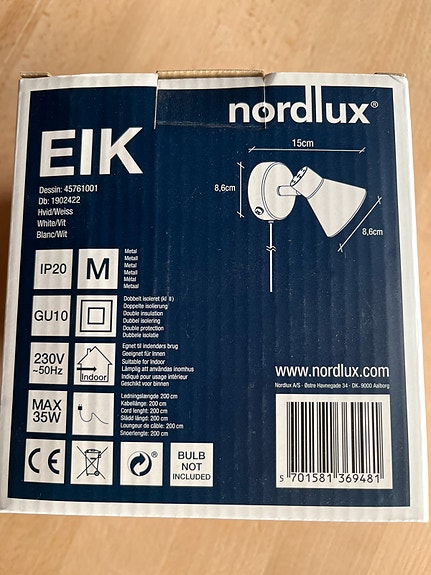 nordlux®
EIK
Dessin: 45761001
Db: 1902422
Hvid/Weiss
White/Vit
Blanc/Wit
15cm
8,6cm
8,6cm
IP20
M
Metal
Metall
Metal
Metall
Métal
Metaal
GU10
Dobbelt isoleret (kl II)
Doppelte isolierung
Double insulation
Dubbel isolering
Double protection
Dubbele isolatie
230V
~50Hz
Indoor
Egnet til indendørs brug
Geeignet für Innen
Suitable for Indoor
Lämplig att användas inomhus
Indiqué pour usage intérieur
Geschikt voor binnen
MAX
35W
Ledningslængde 200 cm
Kabellänge: 200 cm
Cord lenght: 200 cm
Slädd längd: 200 cm
Loungeur de câble: 200 cm
Snoerlengte: 200 cm
CE
BULB
NOT
INCLUDED
www.nordlux.com
Nordlux A/S - Østre Havnegade 34 - DK- 9000 Aalborg
5 701581 369481